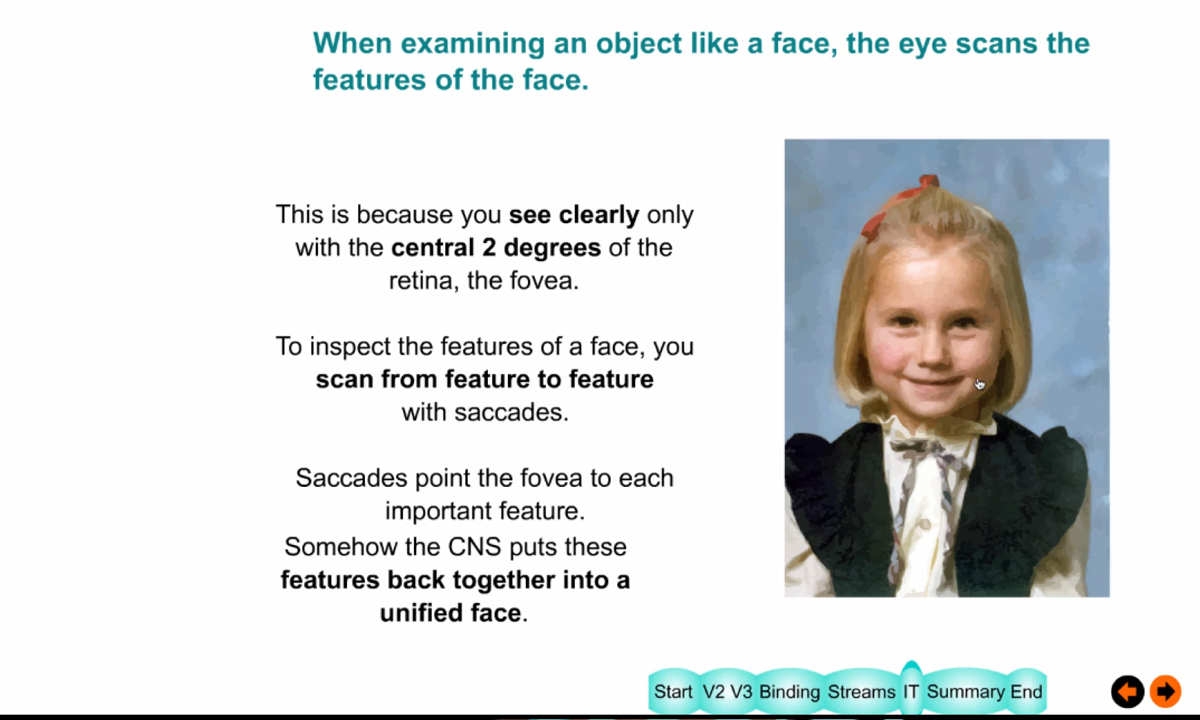 When examining an object like a face, the eye scans the
features of the face.
This is because you see clearly only
with the central 2 degrees of the
retina, the fovea.
To inspect the features of a face, you
scan from feature to feature
with saccades.
Saccades point the fovea to each
important feature.
Somehow the CNS puts these
features back together into a
unified face.
Start V2 V3 Binding Streams IT Summary End